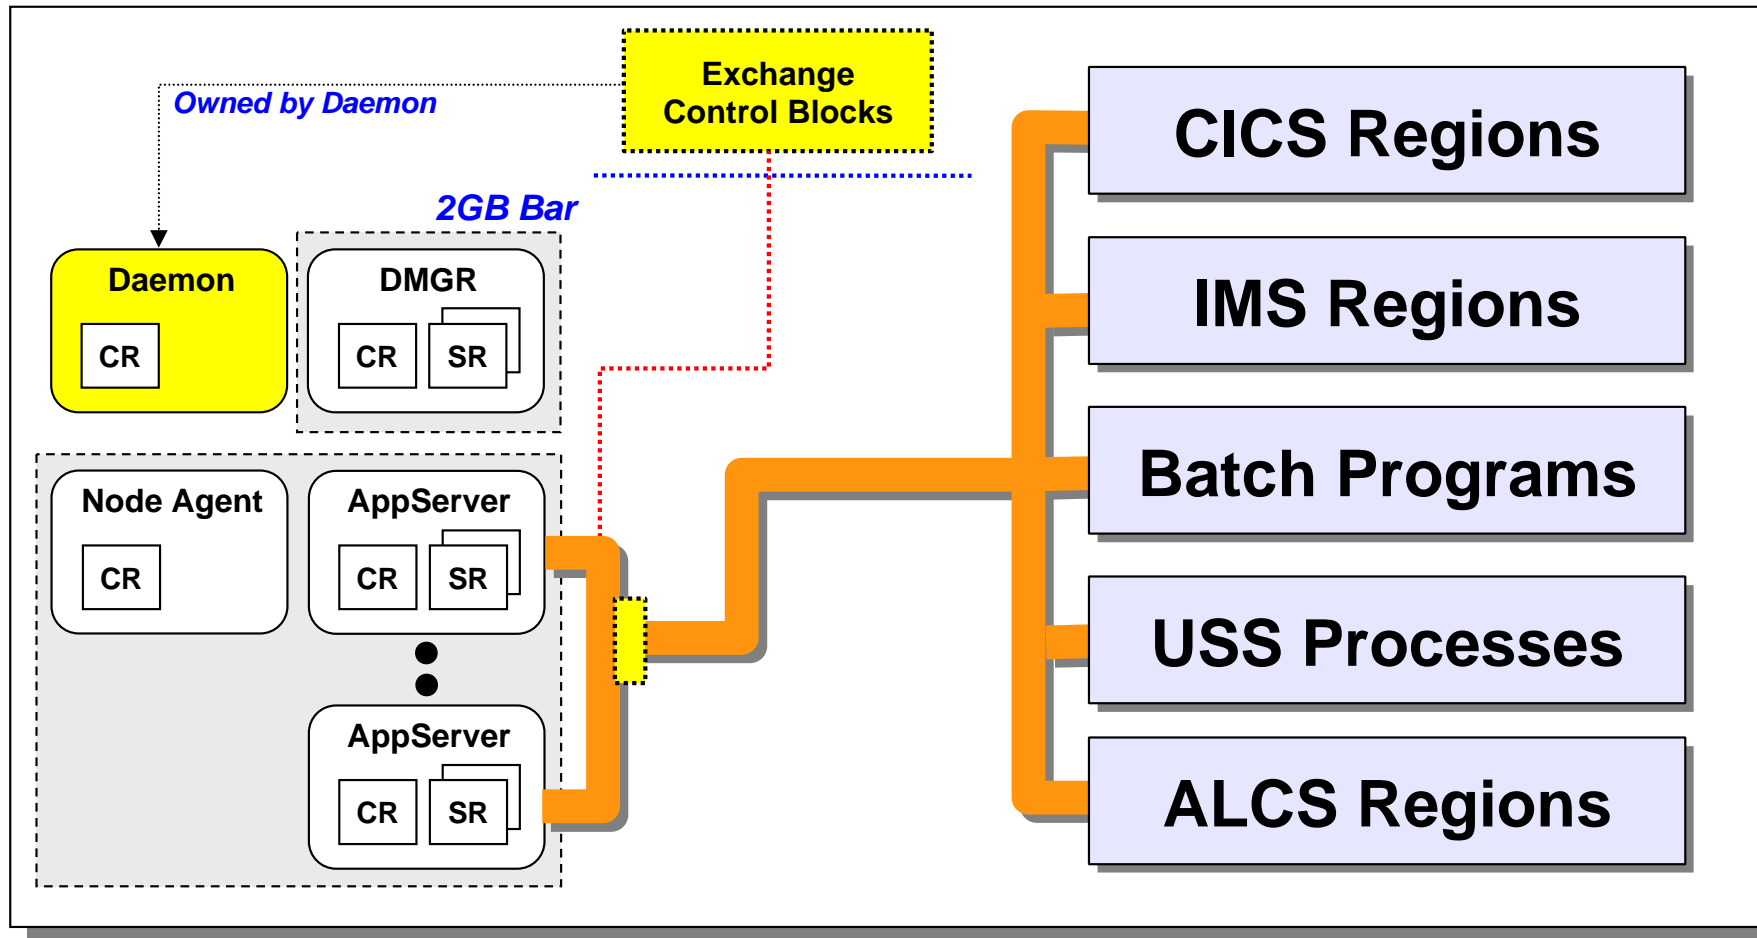 Exchange
Control Blocks
Owned by Daemon
2GB Bar
Daemon
CR
DMGR
CR
SR
Node Agent
CR
AppServer
CR
SR
AppServer
CR
SR
CICS Regions
IMS Regions
Batch Programs
USS Processes
ALCS Regions